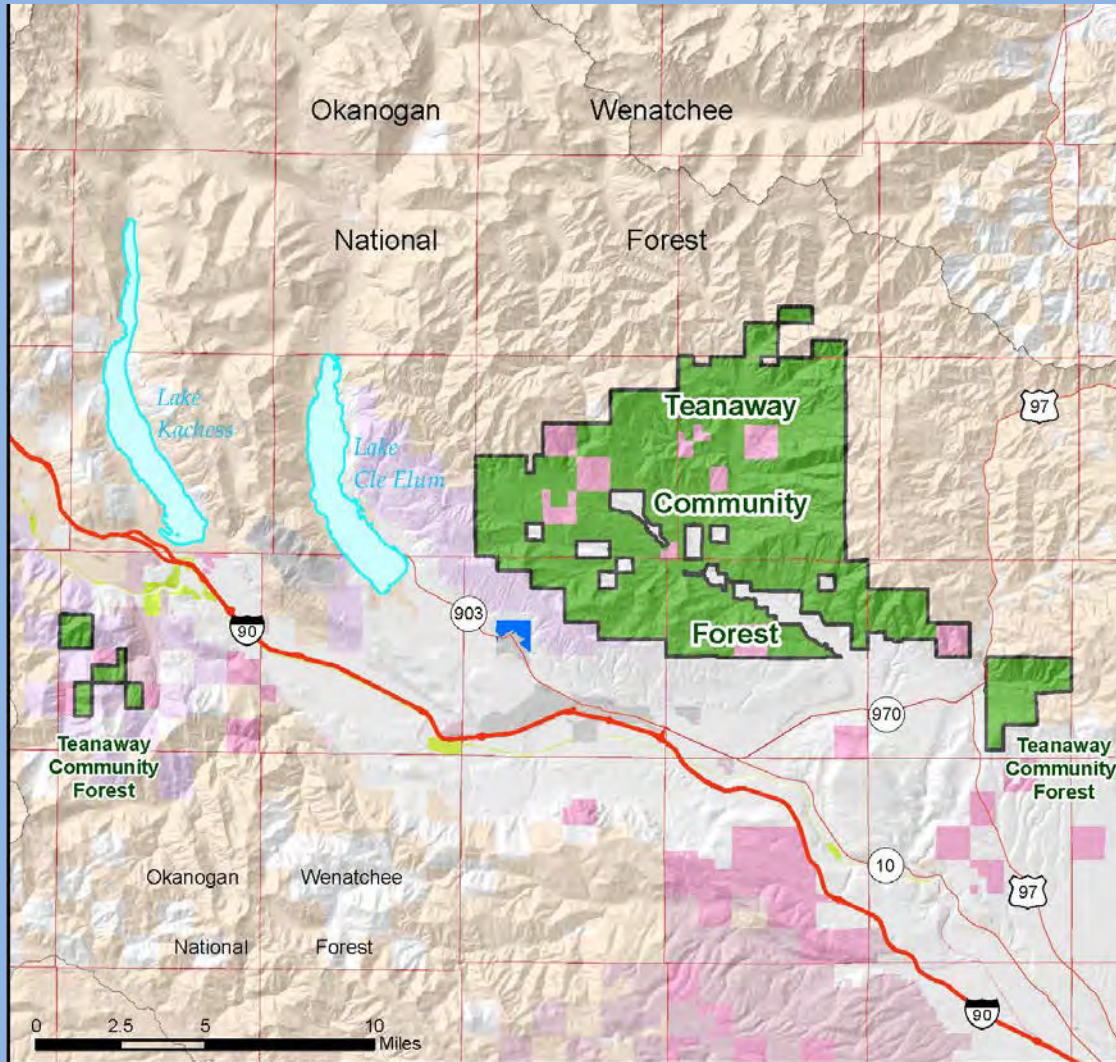 Okanogan Wenatchee
National Forest
Lake
Kachess
Lake
Cle Elum
97
Teanaway
Community
Forest
903
90
970
Teanaway
Community
Forest
Teanaway
Community
Forest
10
Okanogan Wenatchee
97
National Forest
90
0 2.5 5 10
Miles